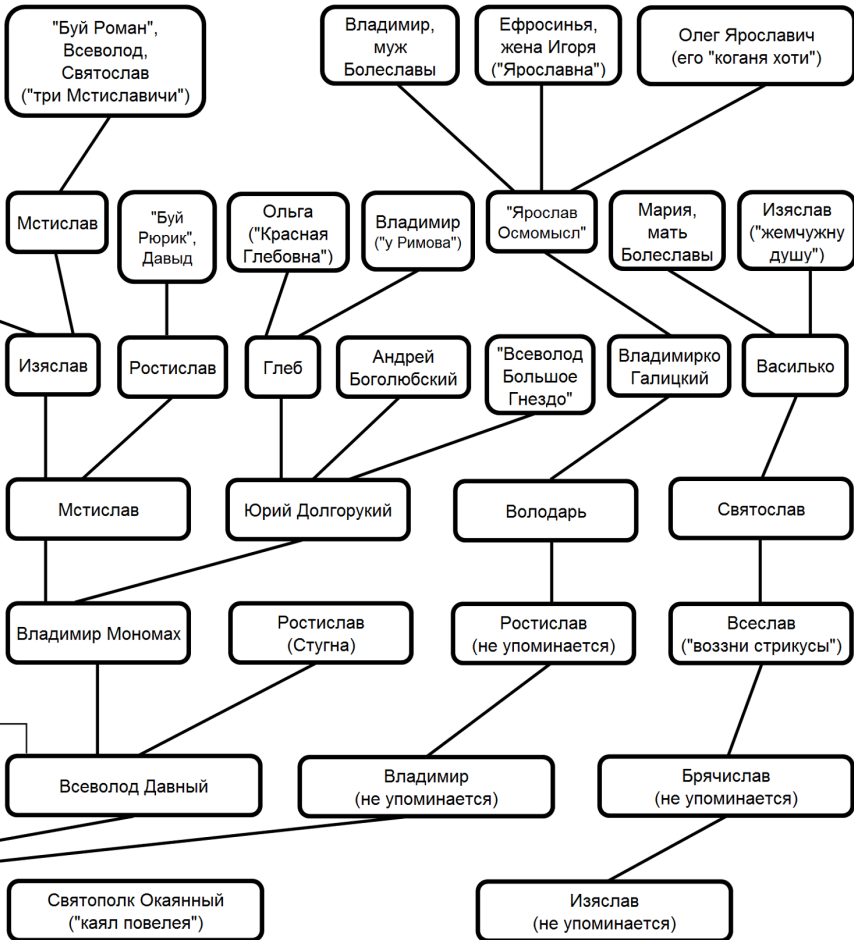 "Буй Роман",
Всеволод,
Святослав
("три Мстиславичи")
Владимир,
муж
Болеславы
Ефросинья,
жена Игоря
("Ярославна")
Олег Ярославич
(его "коганя хоти")
Мстислав
"Буй
Рюрик",
Давыд
Ольга
("Красная
Глебовна")
Владимир
("у Римова")
"Ярослав
Осмомысл"
Мария,
мать
Болеславы
Изяслав
("жемчужну
душу")
Изяслав
Ростислав
Глеб
Андрей
Боголюбский
"Всеволод
Большое
Гнездо"
Владимирко
Галицкий
Василько
Мстислав
Юрий Долгорукий
Володарь
Святослав
Владимир Мономах
Ростислав
(Стугна)
Ростислав
(не упоминается)
Всеслав
("воззни стрикусы")
Всеволод Давный
Владимир
(не упоминается)
Брячислав
(не упоминается)
Святополк Окаянный
("каял повелея")
Изяслав
(не упоминается)